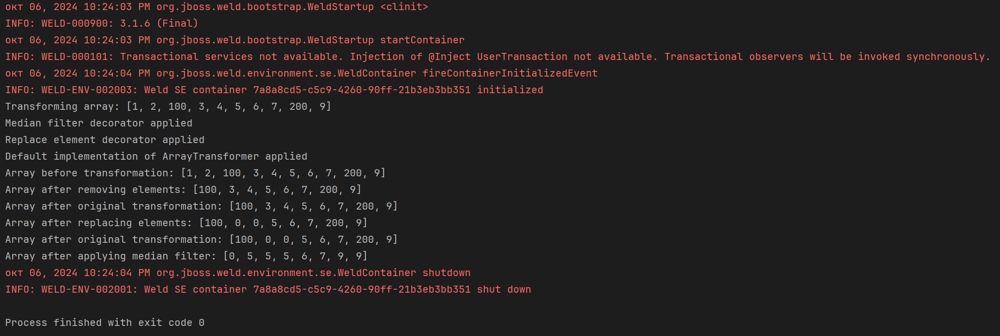 окт 06, 2024 10:24:03 PM org.jboss.weld.bootstrap.WeldStartup <clinit>
INFO: WELD-000900: 3.1.6 (Final)
окт 06, 2024 10:24:03 PM org.jboss.weld.bootstrap.WeldStartup startContainer
INFO: WELD-000101: Transactional services not available. Injection of @Inject UserTransaction not available. Transactional observers will be invoked synchronously.
окт 06, 2024 10:24:04 PM org.jboss.weld.environment.se.WeldContainer fireContainerInitializedEvent
INFO: WELD-ENV-002003: Weld SE container 7a8a8cd5-c5c9-4260-90ff-21b3eb3bb351 initialized
Transforming array: [1, 2, 100, 3, 4, 5, 6, 7, 200, 9]
Median filter decorator applied
Replace element decorator applied
Default implementation of ArrayTransformer applied
Array before transformation: [1, 2, 100, 3, 4, 5, 6, 7, 200, 9]
Array after removing elements: [100, 3, 4, 5, 6, 7, 200, 9]
Array after original transformation: [100, 3, 4, 5, 6, 7, 200, 9]
Array after replacing elements: [100, 0, 0, 5, 6, 7, 200, 9]
Array after original transformation: [100, 0, 0, 5, 6, 7, 200, 9]
Array after applying median filter: [0, 5, 5, 5, 6, 7, 9, 9]
окт 06, 2024 10:24:04 PM org.jboss.weld.environment.se.WeldContainer shutdown
INFO: WELD-ENV-002001: Weld SE container 7a8a8cd5-c5c9-4260-90ff-21b3eb3bb351 shut down
Process finished with exit code 0